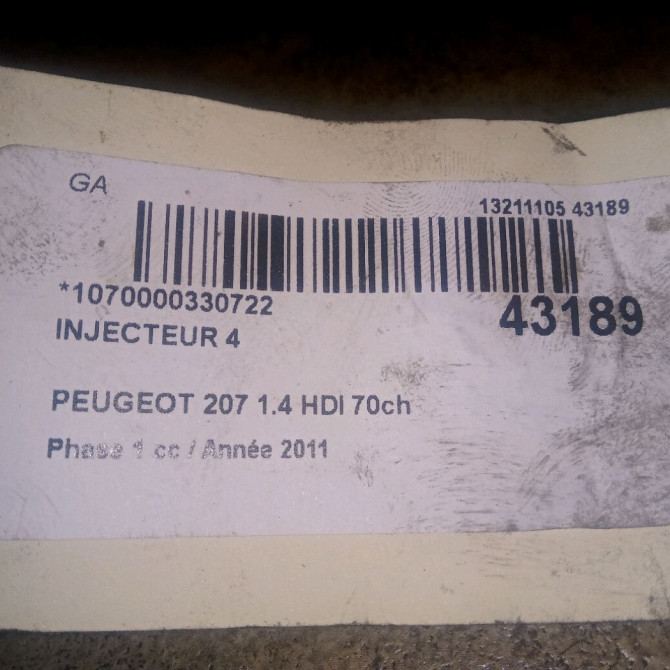 GA
13211105 43189
*1070000330722
43189
INJECTEUR 4
PEUGEOT 207 1.4 HDI 70ch
Phase 1 cc / Année 2011